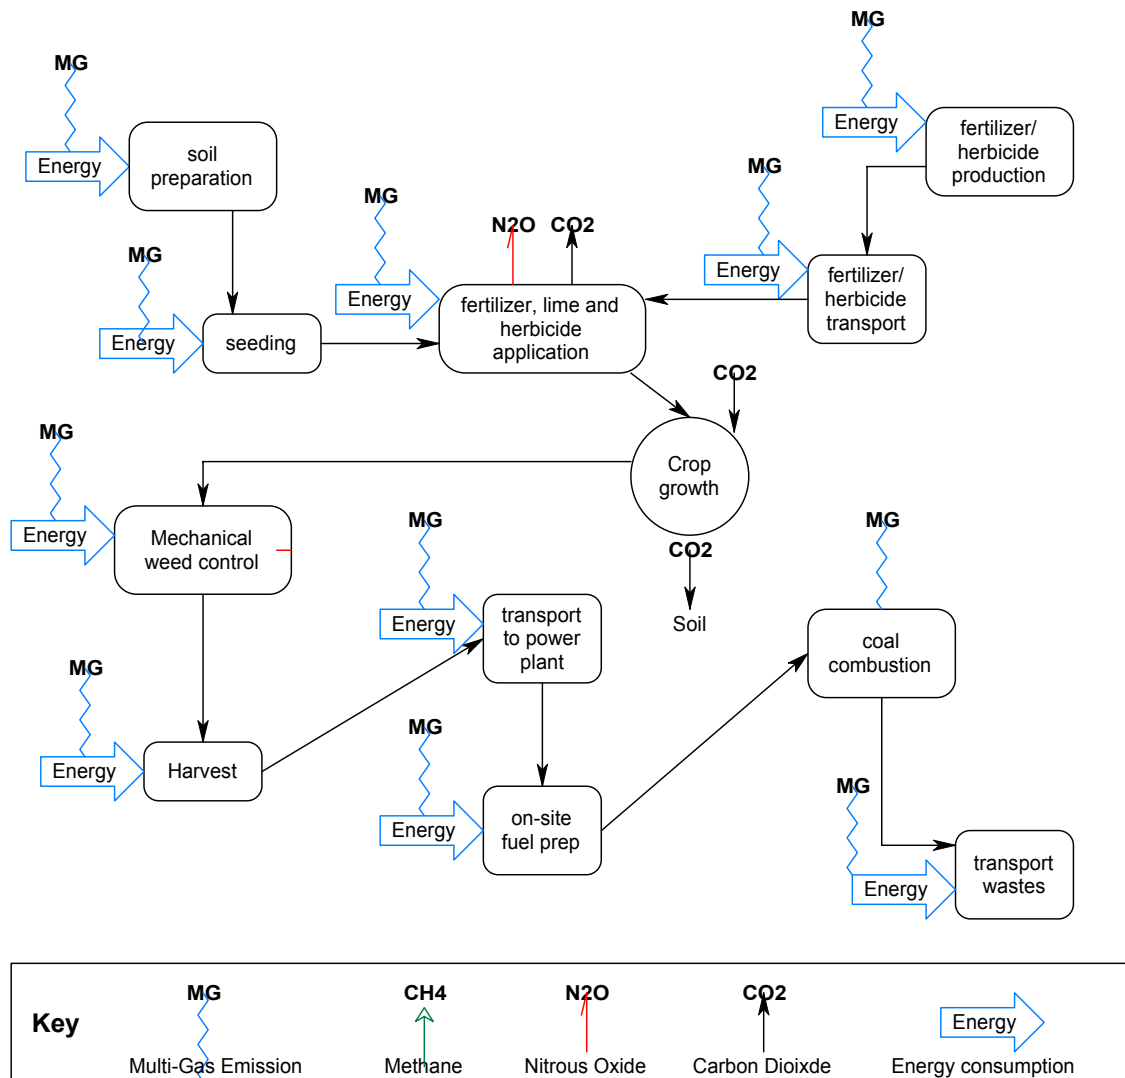 MG
Energy
soil
preparation
MG
Energy
fertilizer/
herbicide
production
MG
Energy
seeding
MG
Energy
N2O
CO2
fertilizer, lime and
herbicide
application
MG
Energy
fertilizer/
herbicide
transport
CO2
Crop
growth
CO2
Soil
MG
Energy
Mechanical
weed control
MG
Energy
Harvest
MG
Energy
transport
to power
plant
MG
Energy
on-site
fuel prep
MG
coal
combustion
MG
Energy
transport
wastes
Key
MG
Multi-Gas Emission
CH4
Methane
N2O
Nitrous Oxide
CO2
Carbon Dioixde
Energy
Energy consumption